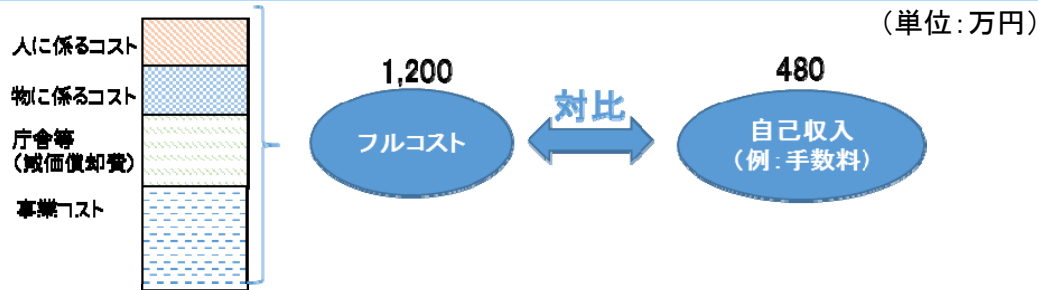 (単位:万円)
人に係るコスト
物に係るコスト
庁舎等
(減価償却費)
事業コスト
1,200
フルコスト
対比
480
自己収入
(例:手数料)